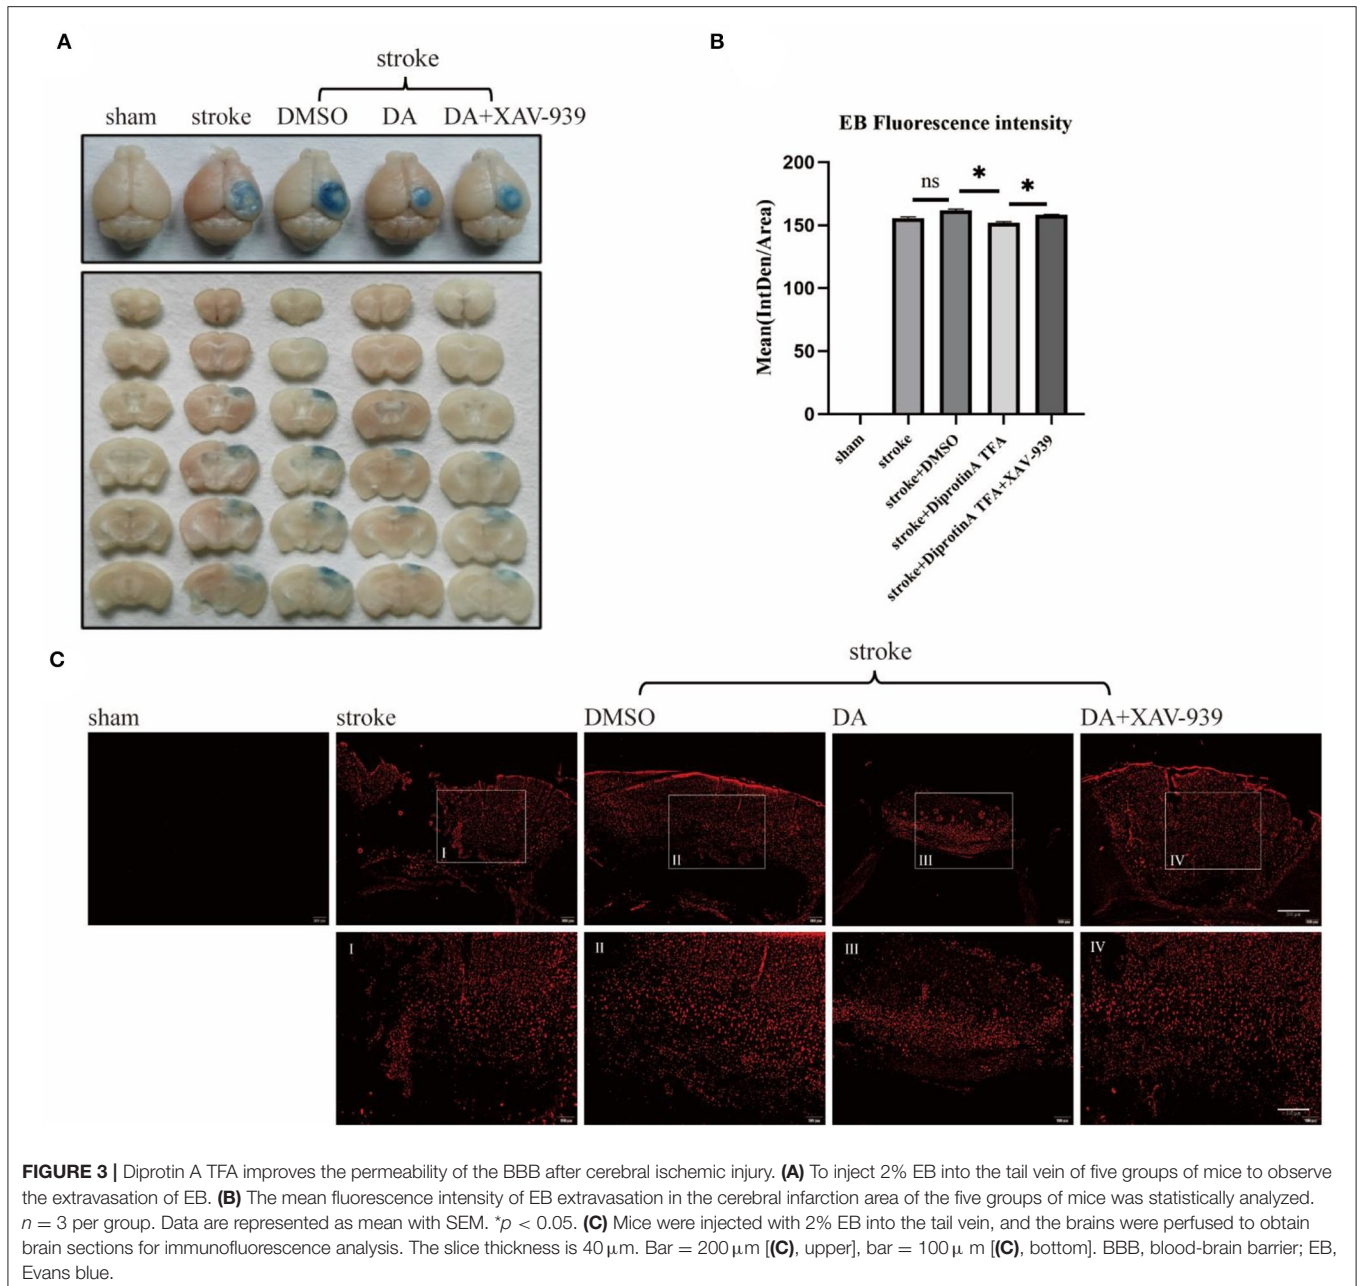 A
stroke
sham stroke DMSO DA DA+XAV-939
B
EB Fluorescence intensity
Mean(IntDen/Area)
200
150
100
50
0
ns
*
*
sham
stroke
stroke+DMSO
stroke+DiprotinA TFA
stroke+DiprotinA TFA+XAV-939
C
stroke
sham stroke DMSO DA DA+XAV-939
I II III IV
I II III IV
FIGURE 3 | Diprotin A TFA improves the permeability of the BBB after cerebral ischemic injury. (A) To inject 2% EB into the tail vein of five groups of mice to observe
the extravasation of EB. (B) The mean fluorescence intensity of EB extravasation in the cerebral infarction area of the five groups of mice was statistically analyzed.
n = 3 per group. Data are represented as mean with SEM. *p < 0.05. (C) Mice were injected with 2% EB into the tail vein, and the brains were perfused to obtain
brain sections for immunofluorescence analysis. The slice thickness is 40 μm. Bar = 200 μm [(C), upper], bar = 100 μ m [(C), bottom]. BBB, blood-brain barrier; EB,
Evans blue.